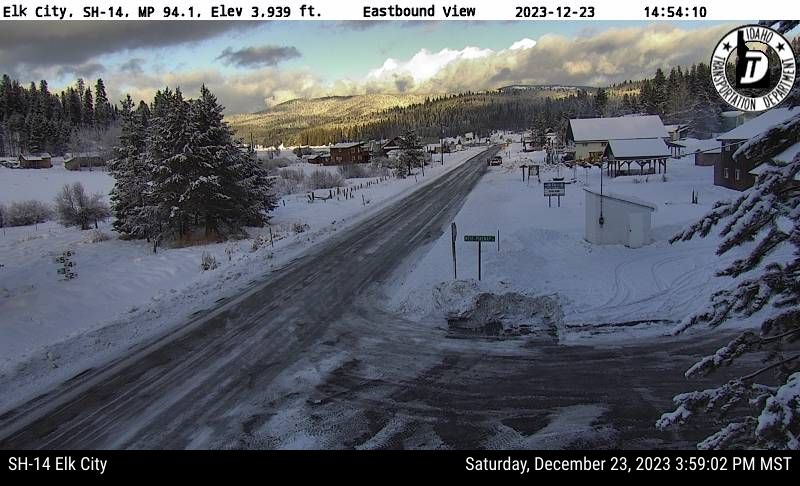 Elk City, SH-14, MP 94.1, Elev 3,939 ft. Eastbound View 2023-12-23 14:54:10
IDAHO
TRANSPORTATION DEPARTMENT
SH-14 Elk City Saturday, December 23, 2023 3:59:02 PM MST